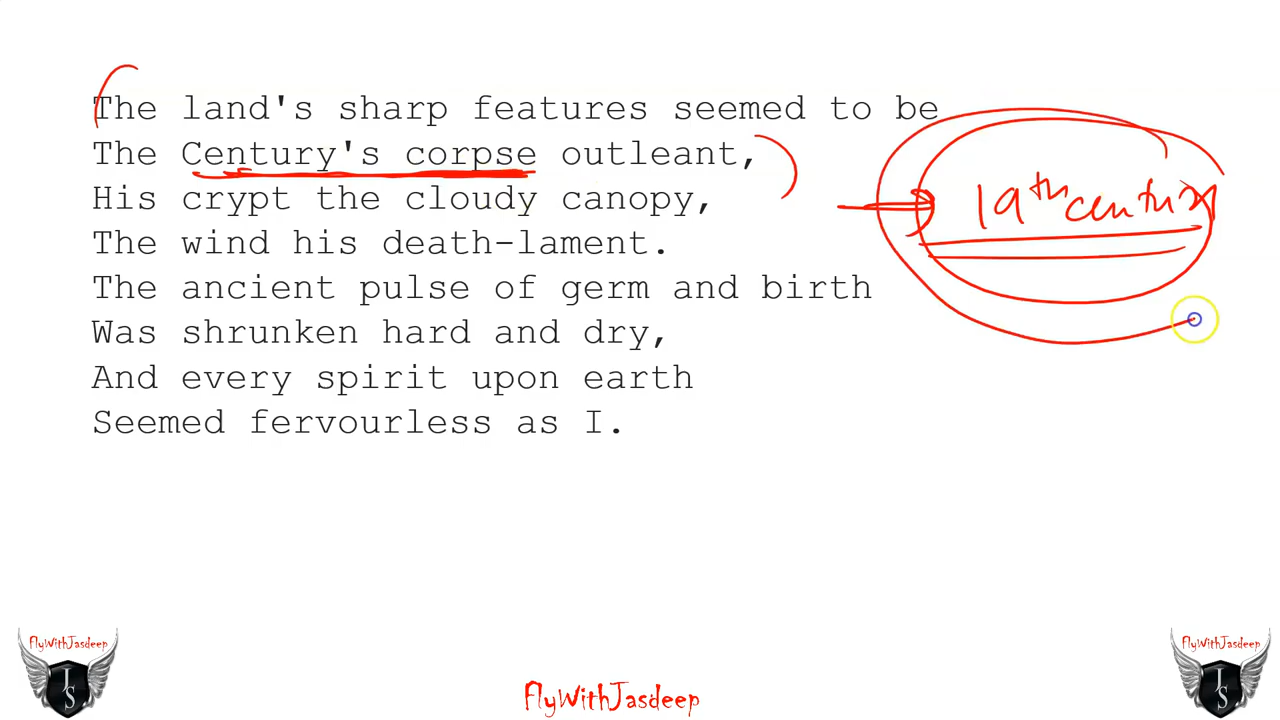 The land's sharp features seemed to be
The Century's corpse outleant,
His crypt the cloudy canopy,
The wind his death-lament.
The ancient pulse of germ and birth
Was shrunken hard and dry,
And every spirit upon earth
Seemed fervourless as I.
19th century
FlyWithJasdeep
JS
FlyWithJasdeep
FlyWithJasdeep
JS